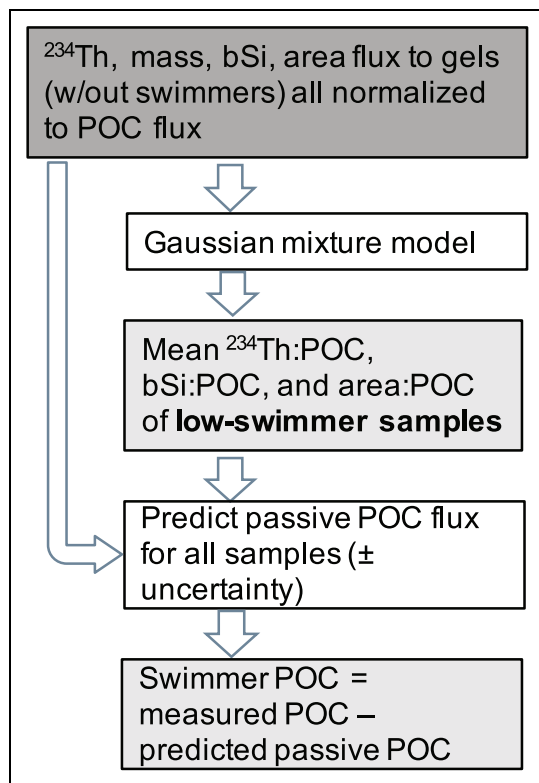 ²³⁴Th, mass, bSi, area flux to gels
(w/out swimmers) all normalized
to POC flux
Gaussian mixture model
Mean ²³⁴Th:POC,
bSi:POC, and area:POC
of low-swimmer samples
Predict passive POC flux
for all samples (±
uncertainty)
Swimmer POC =
measured POC –
predicted passive POC